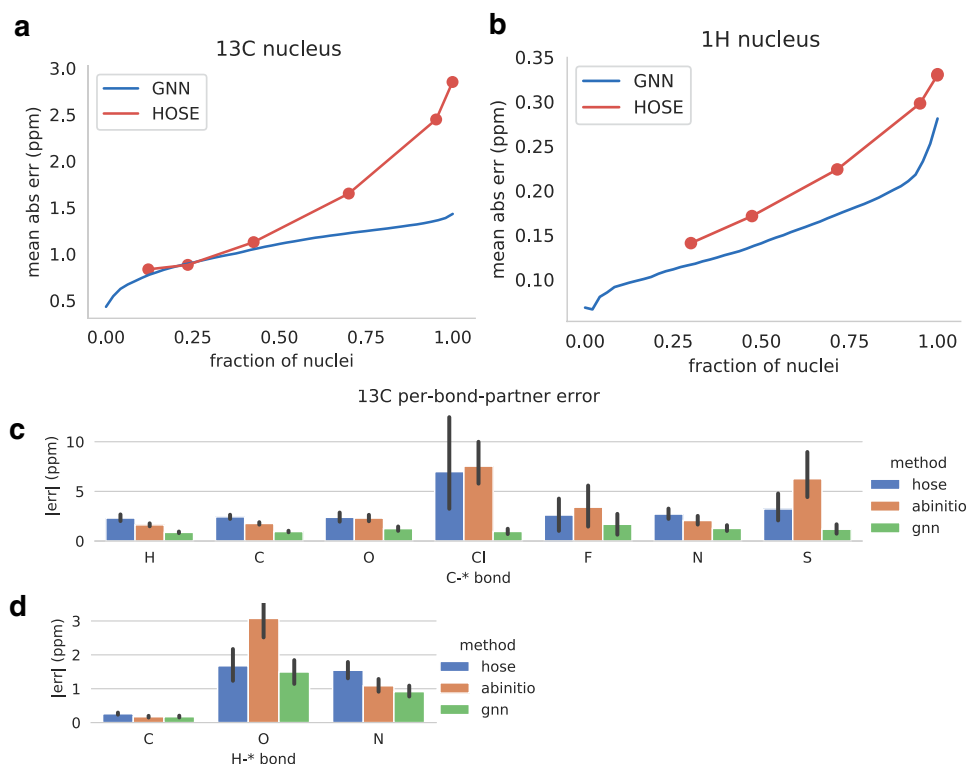 a
13C nucleus
GNN
HOSE
mean abs err (ppm)
3.0
2.5
2.0
1.5
1.0
0.5
0.00 0.25 0.50 0.75 1.00
fraction of nuclei
b
1H nucleus
GNN
HOSE
mean abs err (ppm)
0.35
0.30
0.25
0.20
0.15
0.10
0.00 0.25 0.50 0.75 1.00
fraction of nuclei
13C per-bond-partner error
c
|err| (ppm)
10
5
0
H C O Cl F N S
C-* bond
method
hose
abinitio
gnn
d
|err| (ppm)
3
2
1
0
C O N
H-* bond
method
hose
abinitio
gnn